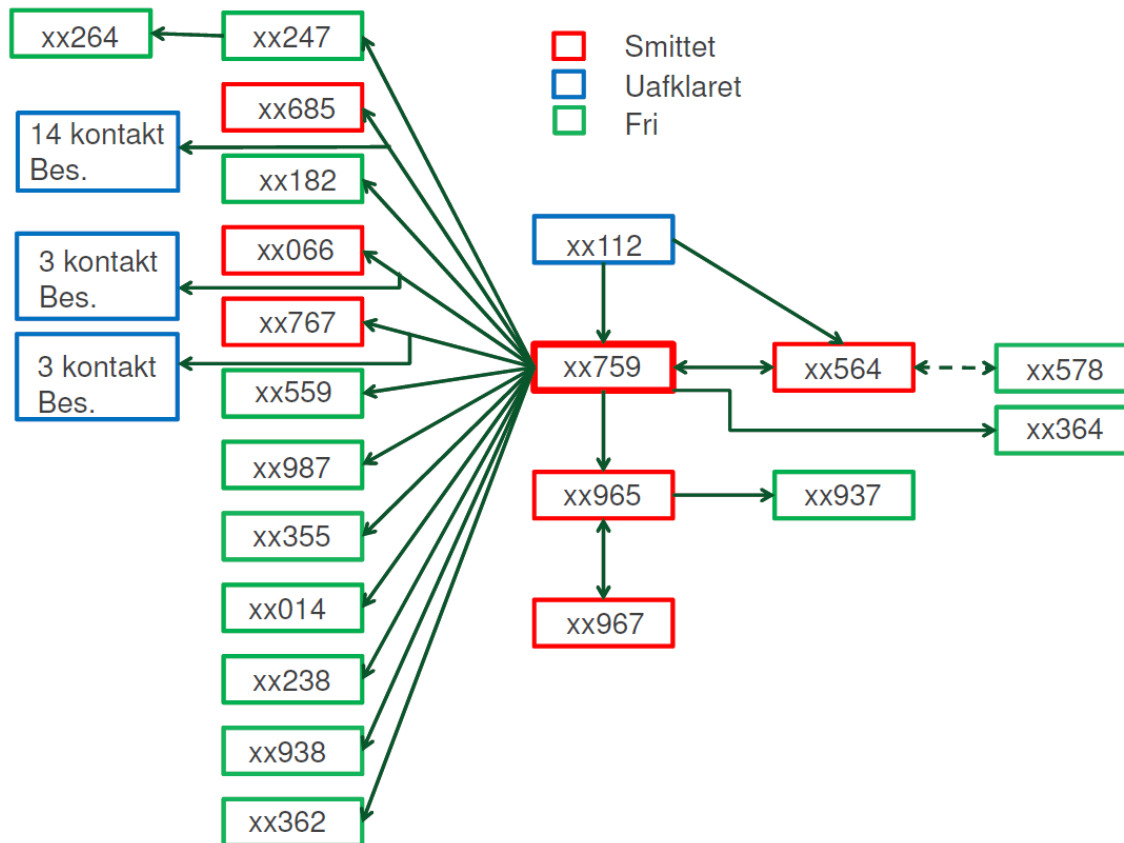 xx264
xx247
Smittet
Uafklaret
Fri
xx685
14 kontakt
Bes.
xx182
xx066
3 kontakt
Bes.
xx767
3 kontakt
Bes.
xx559
xx987
xx355
xx014
xx238
xx938
xx362
xx112
xx759
xx564
xx578
xx364
xx965
xx937
xx967